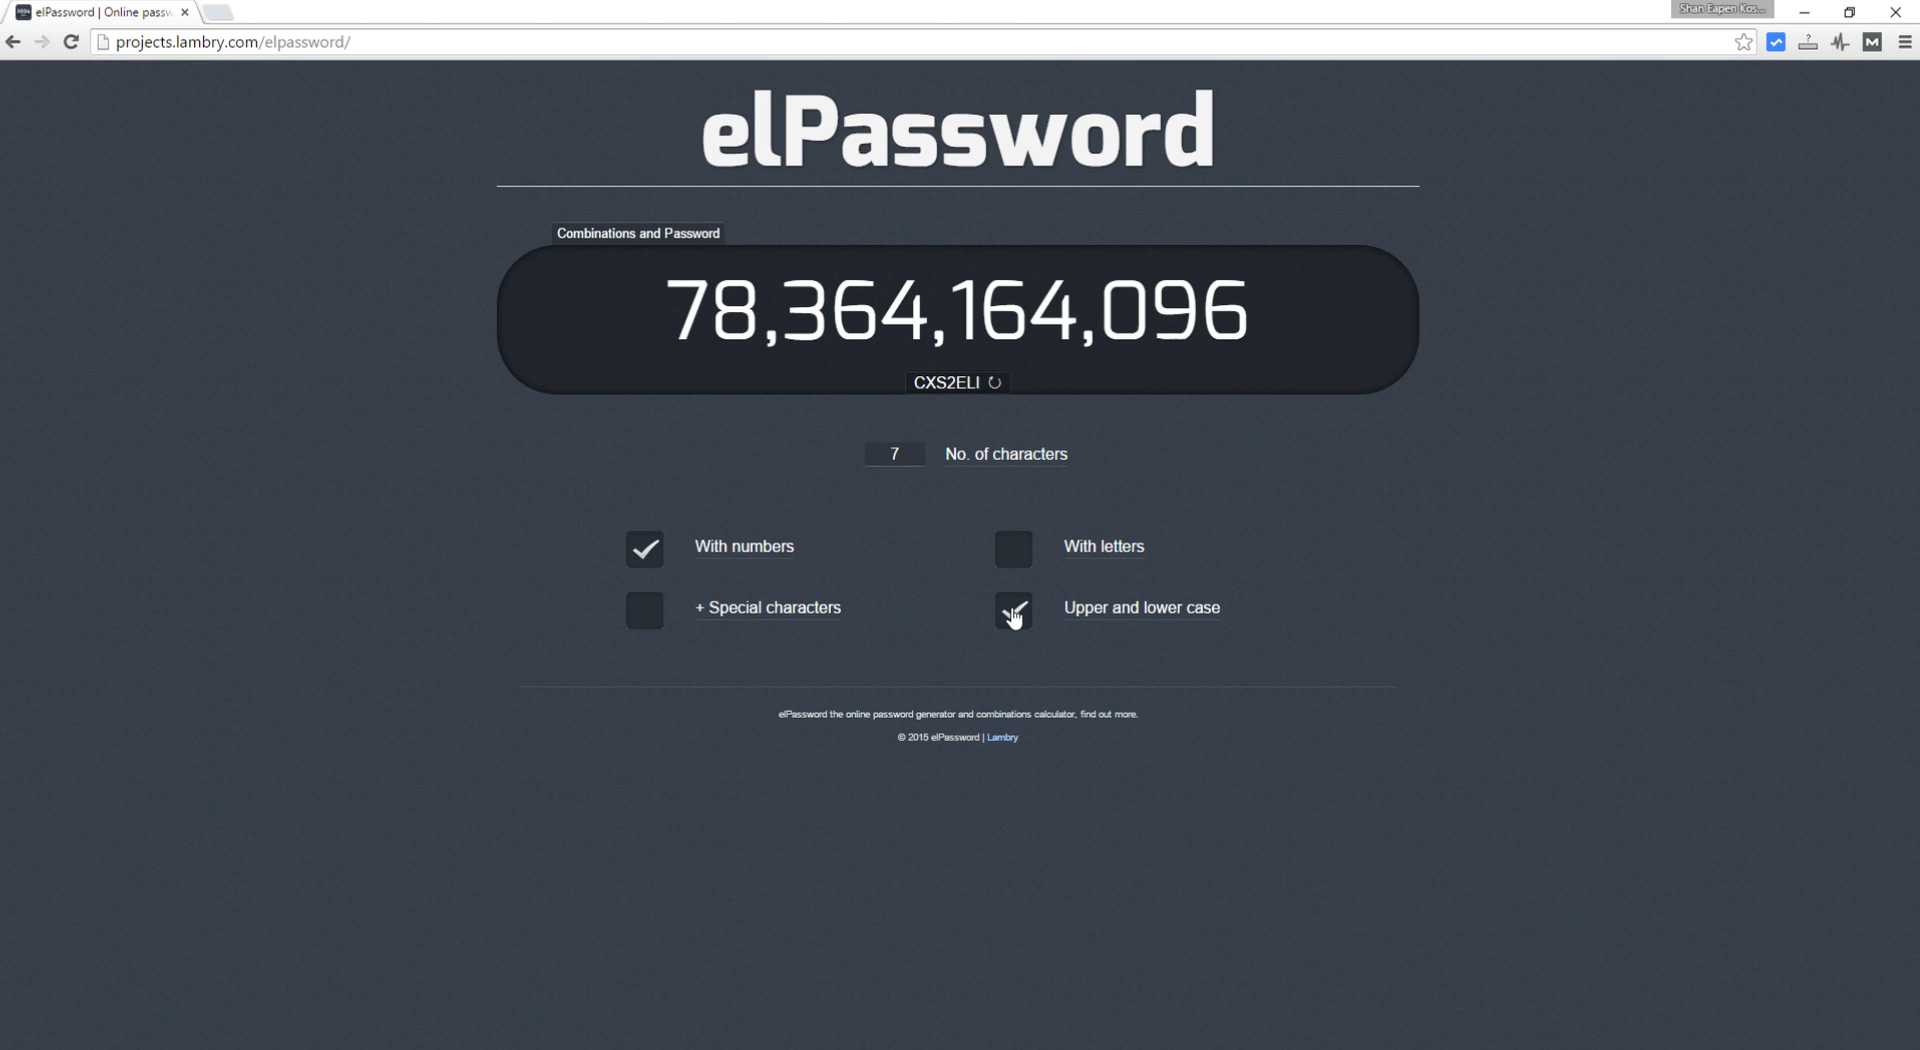 elPassword | Online passw
Shan Eapen Kos...
projects.lambry.com/elpassword/
elPassword
Combinations and Password
78,364,164,096
CXS2ELI
7 No. of characters
With numbers
With letters
+ Special characters
Upper and lower case
elPassword the online password generator and combinations calculator, find out more.
© 2015 elPassword | Lambry